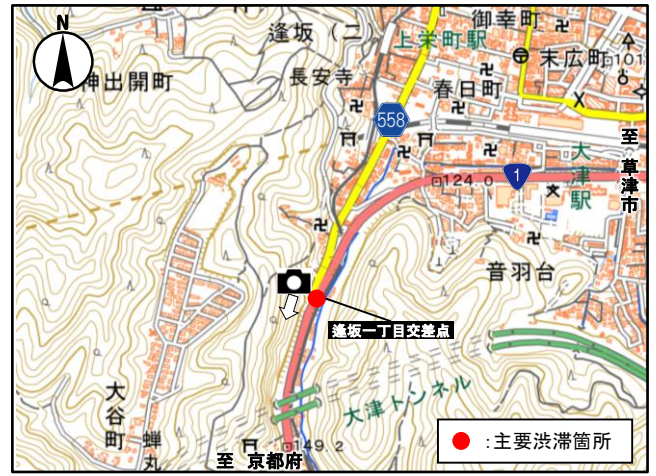 N
御幸町
逢坂(二)
上栄町駅
末広町
101
神出開町
長安寺
春日町
558
至 草津市
大津駅
124.0
1
音羽台
逢坂一丁目交差点
大谷町
大津トンネル
蝉丸
149.2
至 京都府
:主要渋滞箇所